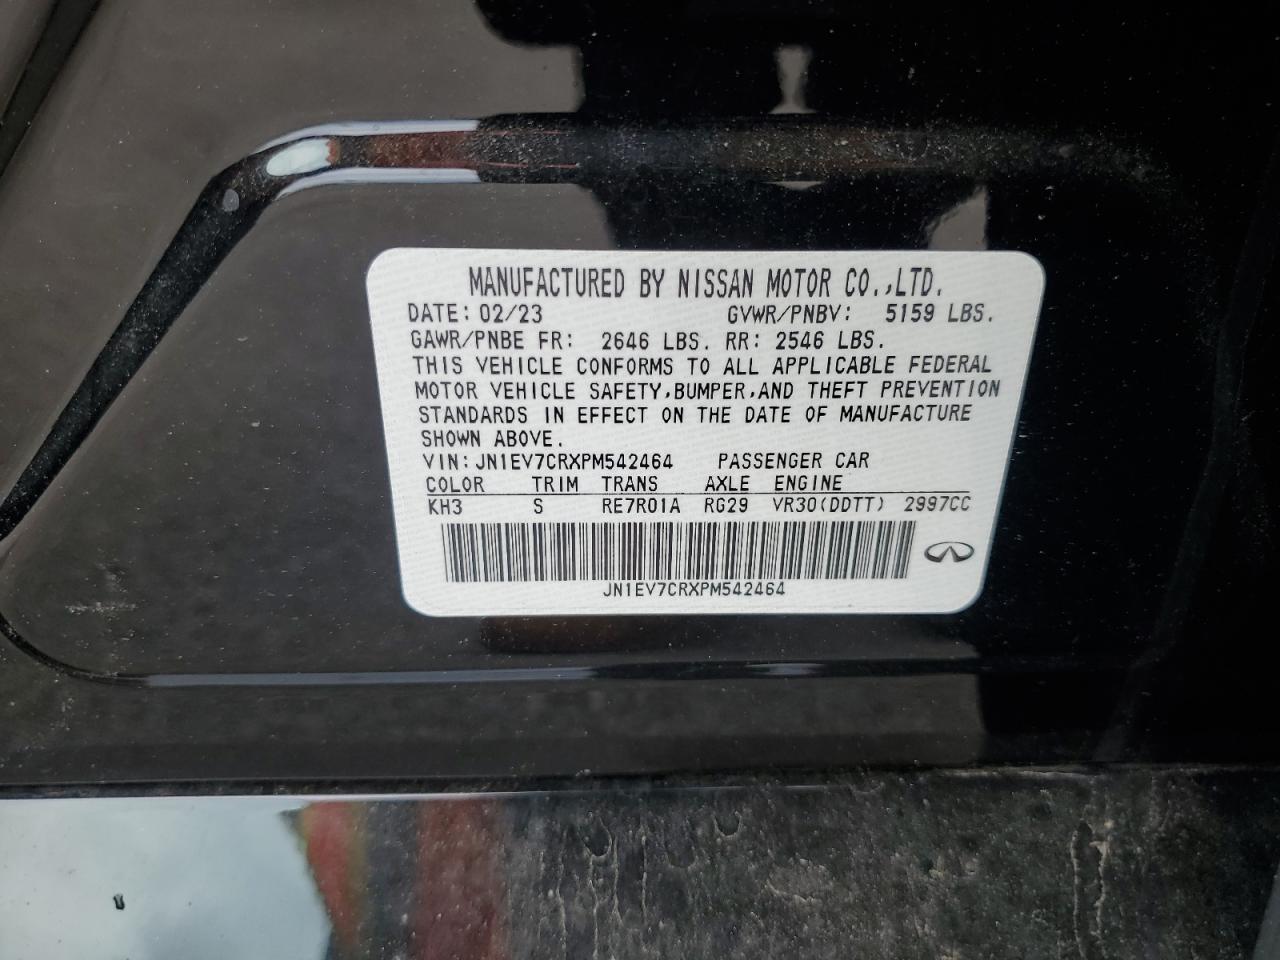 MANUFACTURED BY NISSAN MOTOR CO.,LTD.
DATE: 02/23 GVWR/PNBV: 5159 LBS.
GAWR/PNBE FR: 2646 LBS. RR: 2546 LBS.
THIS VEHICLE CONFORMS TO ALL APPLICABLE FEDERAL
MOTOR VEHICLE SAFETY,BUMPER,AND THEFT PREVENTION
STANDARDS IN EFFECT ON THE DATE OF MANUFACTURE
SHOWN ABOVE.
VIN:JN1EV7CRXPM542464 PASSENGER CAR
COLOR TRIM TRANS AXLE ENGINE
KH3 S RE7R01A RG29 VR30(DDTT) 2997CC
JN1EV7CRXPM542464